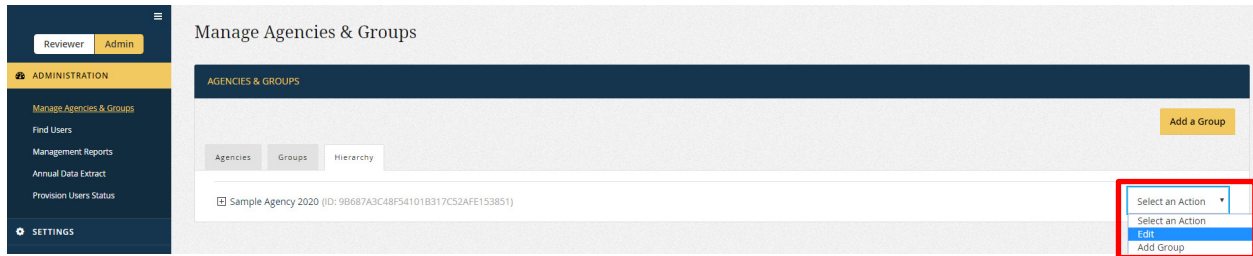 Reviewer Admin
ADMINISTRATION
Manage Agencies & Groups
Find Users
Management Reports
Annual Data Extract
Provision Users Status
SETTINGS
Manage Agencies & Groups
AGENCIES & GROUPS
Add a Group
Agencies Groups Hierarchy
Sample Agency 2020 (ID: 9B687A3C48F54101B317C52AFE153851)
Select an Action
Select an Action
Edit
Add Group